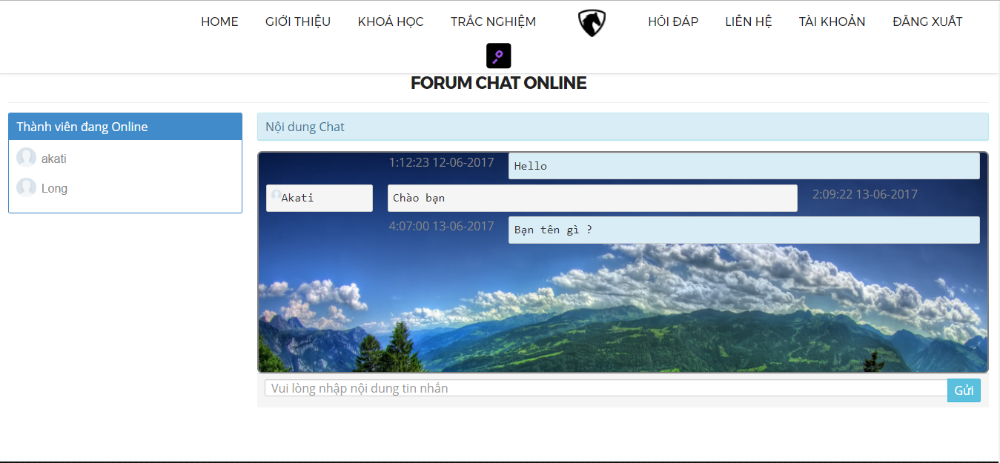 HOME GIỚI THIỆU KHOÁ HỌC TRẮC NGHIỆM HỎI ĐÁP LIÊN HỆ TÀI KHOẢN ĐĂNG XUẤT
FORUM CHAT ONLINE
Thành viên đang Online
akati
Long
Nội dung Chat
1:12:23 12-06-2017 Hello
Akati Chào bạn 2:09:22 13-06-2017
4:07:00 13-06-2017 Bạn tên gì ?
Vui lòng nhập nội dung tin nhắn Gửi